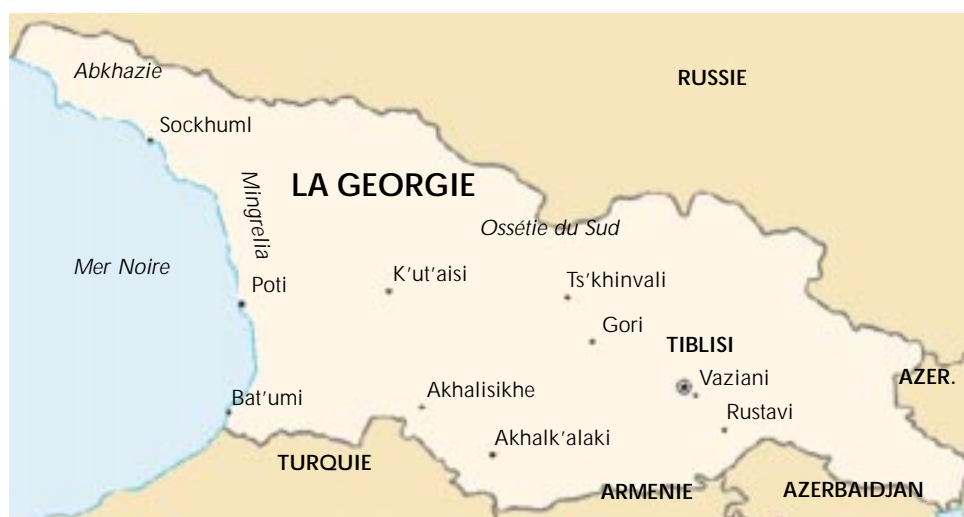 Abkhazie
RUSSIE
Sockhuml
LA GEORGIE
Mingrelia
Ossétie du Sud
Mer Noire
K'ut'aisi
Ts'khinvali
Poti
Gori
TIBLISI
Vaziani
AZER.
Akhalisikhe
Bat'umi
Rustavi
Akhalk'alaki
TURQUIE
ARMENIE
AZERBAIDJAN